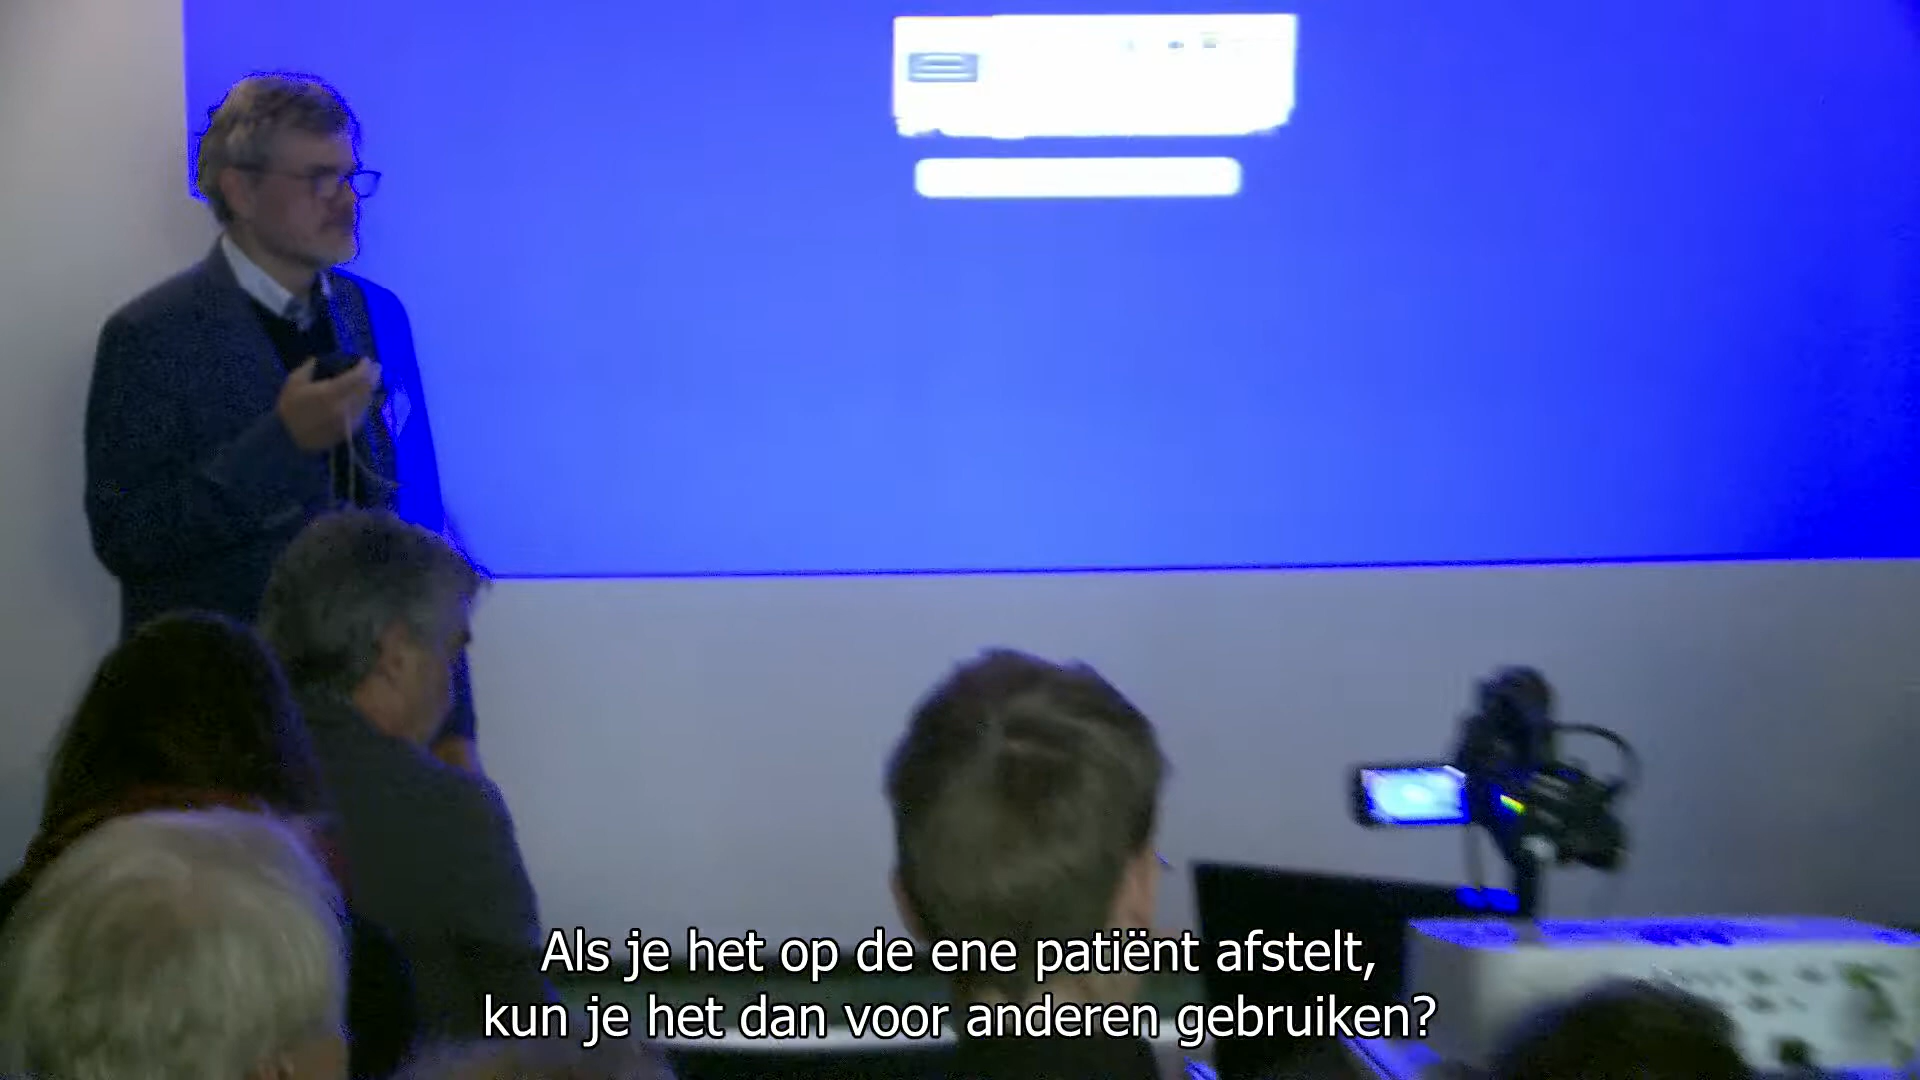 Als je het op de ene patiënt afstelt,
kun je het dan voor anderen gebruiken?